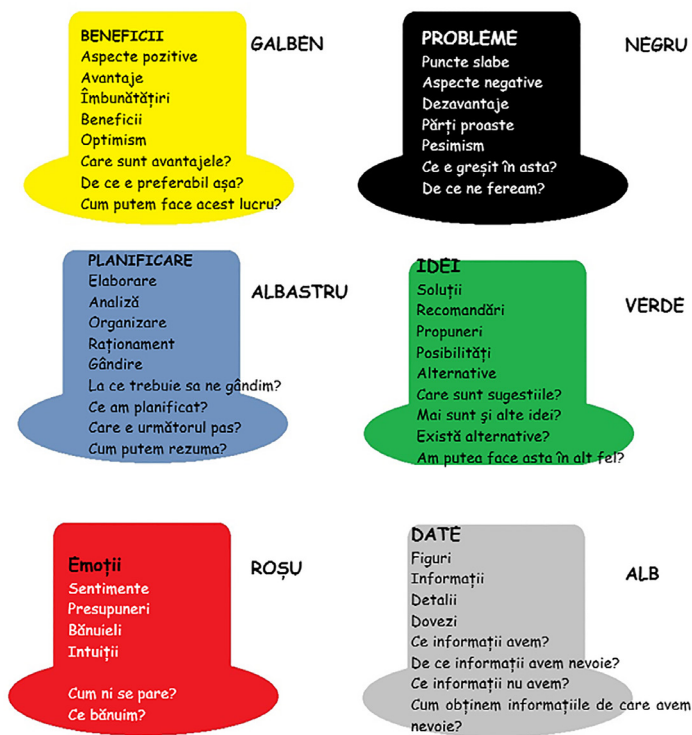 BENEFICII
Aspecte pozitive
Avantaje
Îmbunătățiri
Beneficii
Optimism
Care sunt avantajele?
De ce e preferabil așa?
Cum putem face acest lucru?
GALBEN
PROBLEME
Puncte slabe
Aspecte negative
Dezavantaje
Părți proaste
Pesimism
Ce e greșit în asta?
De ce ne feream?
NEGRU
PLANIFICARE
Elaborare
Analiză
Organizare
Raționament
Gândire
La ce trebuie sa ne gândim?
Ce am planificat?
Care e următorul pas?
Cum putem rezuma?
ALBASTRU
IDEI
Soluții
Recomandări
Propuneri
Posibilități
Alternative
Care sunt sugestiile?
Mai sunt și alte idei?
Există alternative?
Am putea face asta în alt fel?
VERDE
Emoții
Sentimente
Presupuneri
Bănuieli
Intuiții
Cum ni se pare?
Ce bănuim?
ROȘU
DATE
Figuri
Informații
Detalii
Dovezi
Ce informații avem?
De ce informații avem nevoie?
Ce informații nu avem?
Cum obținem informațiile de care avem
nevoie?
ALB